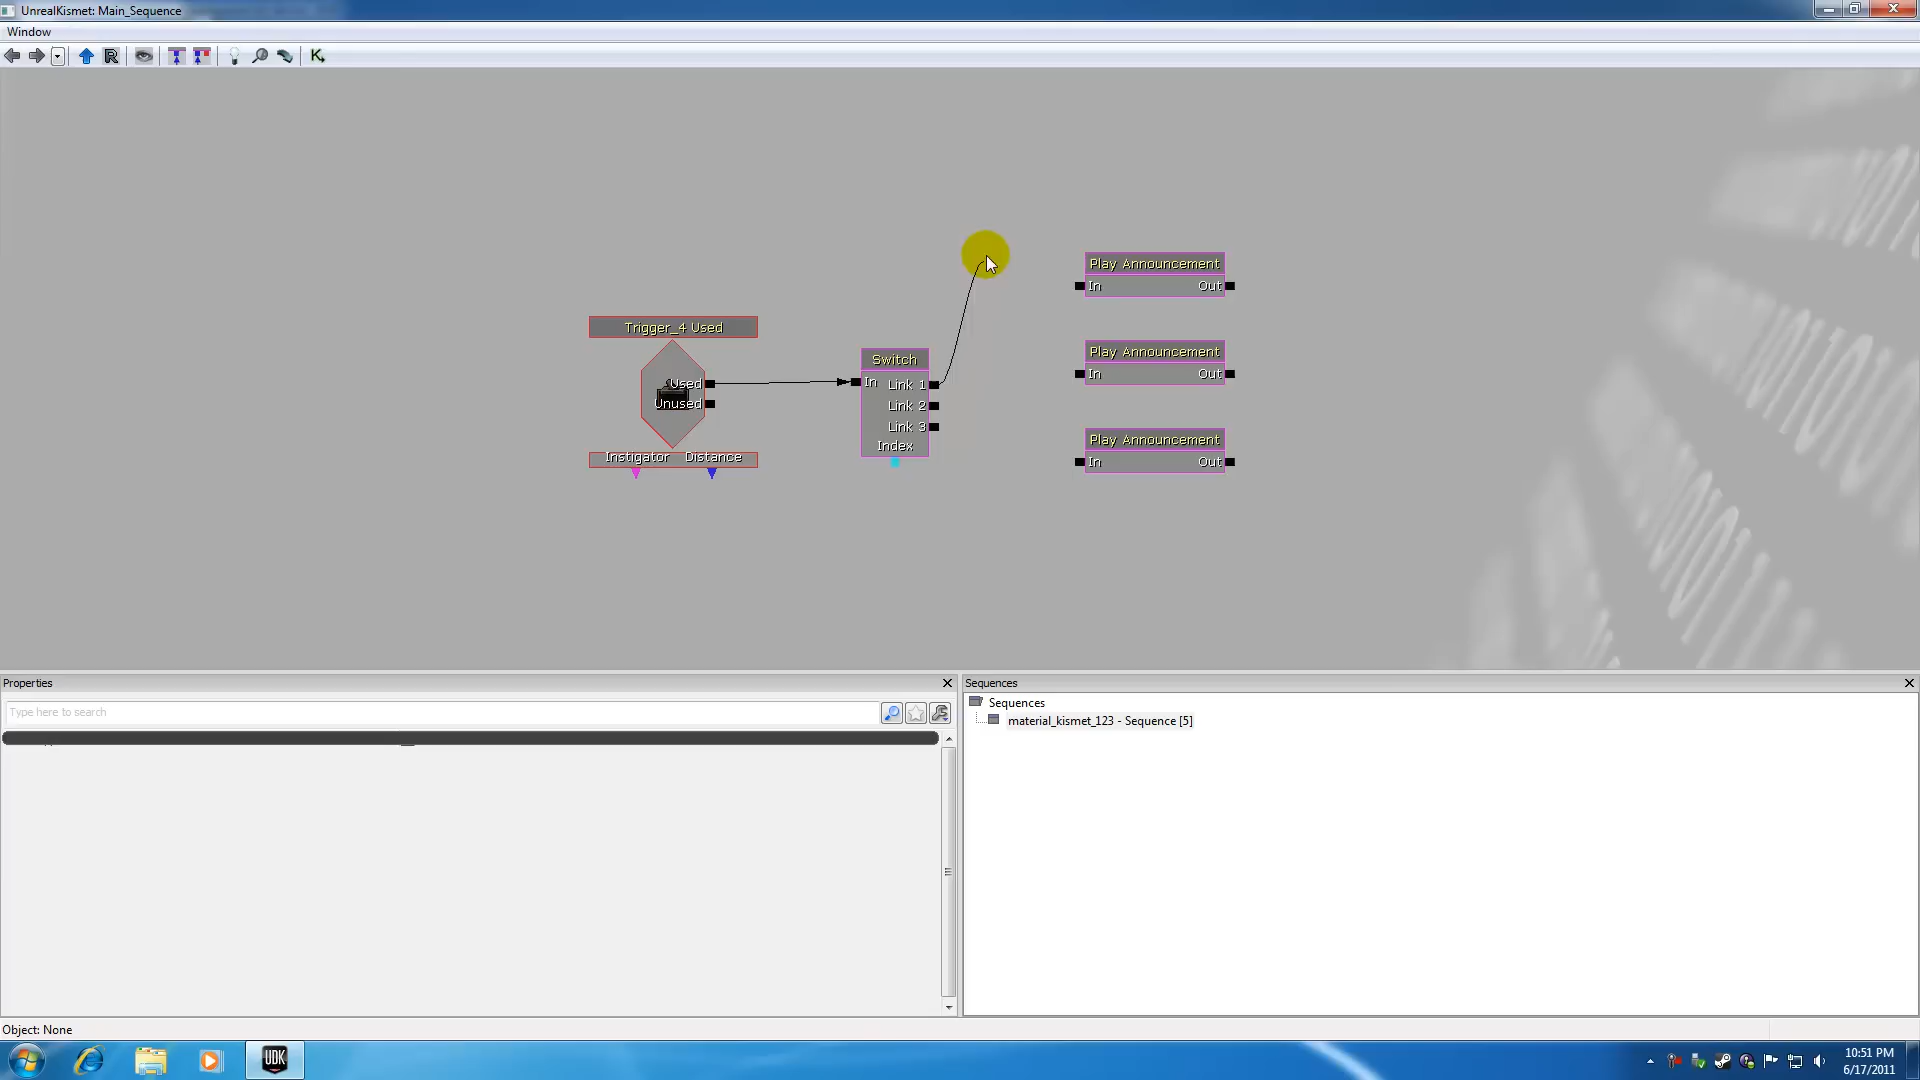 UnrealKismet: Main_Sequence
Window
R
K
Play Announcement
In Out
Trigger_4 Used
Play Announcement
Switch
In Out
Used
In Link 1
Unused
Link 2
Link 3
Play Announcement
Index
Instigator Distance
In Out
Properties
Sequences
Type here to search
Sequences
material_kismet_123 - Sequence [5]
Object: None
UDK
10:51 PM
6/17/2011